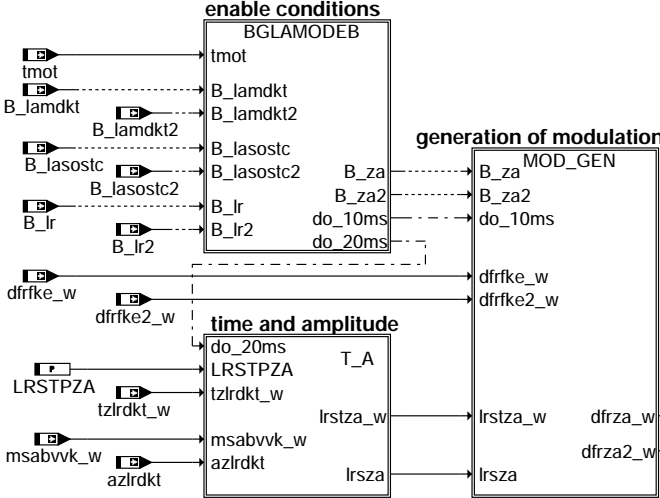 enable conditions
BGLAMODEB
tmot
tmot
B_lamdkt
B_lamdkt
B_lamdkt2
B_lamdkt2
B_lasostc
B_lasostc
B_lasostc2
B_lasostc2
B_lr
B_lr
B_lr2
B_lr2
B_za
B_za2
do_10ms
do_20ms
generation of modulation
MOD_GEN
B_za
B_za2
do_10ms
dfrfke_w
dfrfke_w
dfrfke2_w
dfrfke2_w
time and amplitude
do_20ms
T_A
P
LRSTPZA
LRSTPZA
tzlrdkt_w
tzlrdkt_w
lrstza_w
lrstza_w
dfrza_w
msabvvk_w
msabvvk_w
dfrza2_w
azlrdkt
azlrdkt
lrsza
lrsza